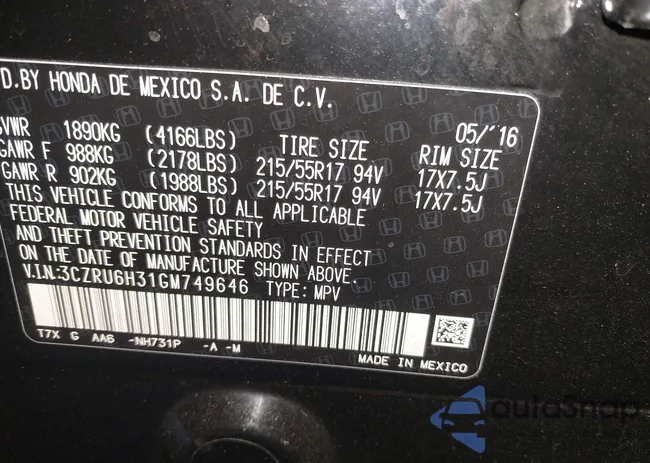 D.BY HONDA DE MEXICO S.A. DE C.V.
05/'16
GVWR 1890KG (4166LBS) TIRE SIZE RIM SIZE
GAWR F 988KG (2178LBS) 215/55R17 94V 17X7.5J
GAWR R 902KG (1988LBS) 215/55R17 94V 17X7.5J
THIS VEHICLE CONFORMS TO ALL APPLICABLE
FEDERAL MOTOR VEHICLE SAFETY
AND THEFT PREVENTION STANDARDS IN EFFECT
ON THE DATE OF MANUFACTURE SHOWN ABOVE.
V.I.N:3CZRU6H31GM749646 TYPE: MPV
T7X G AA6 -NH731P -A -M
MADE IN MEXICO
autoSnap